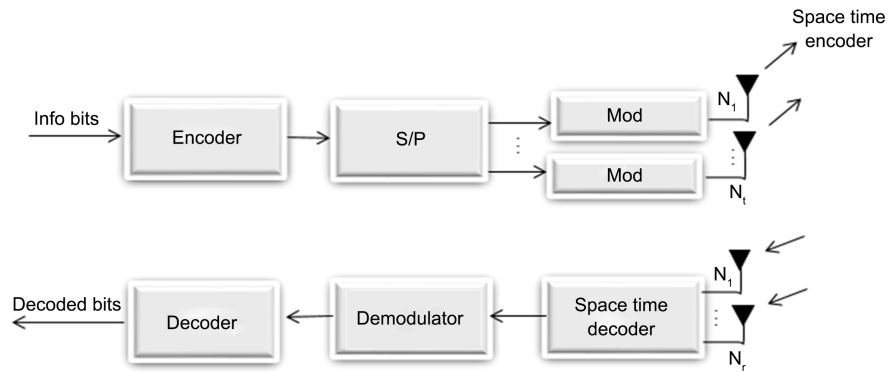 Space time
encoder
Info bits
Encoder
S/P
Mod
N1
Mod
Nt
Decoded bits
Decoder
Demodulator
Space time
decoder
N1
Nr